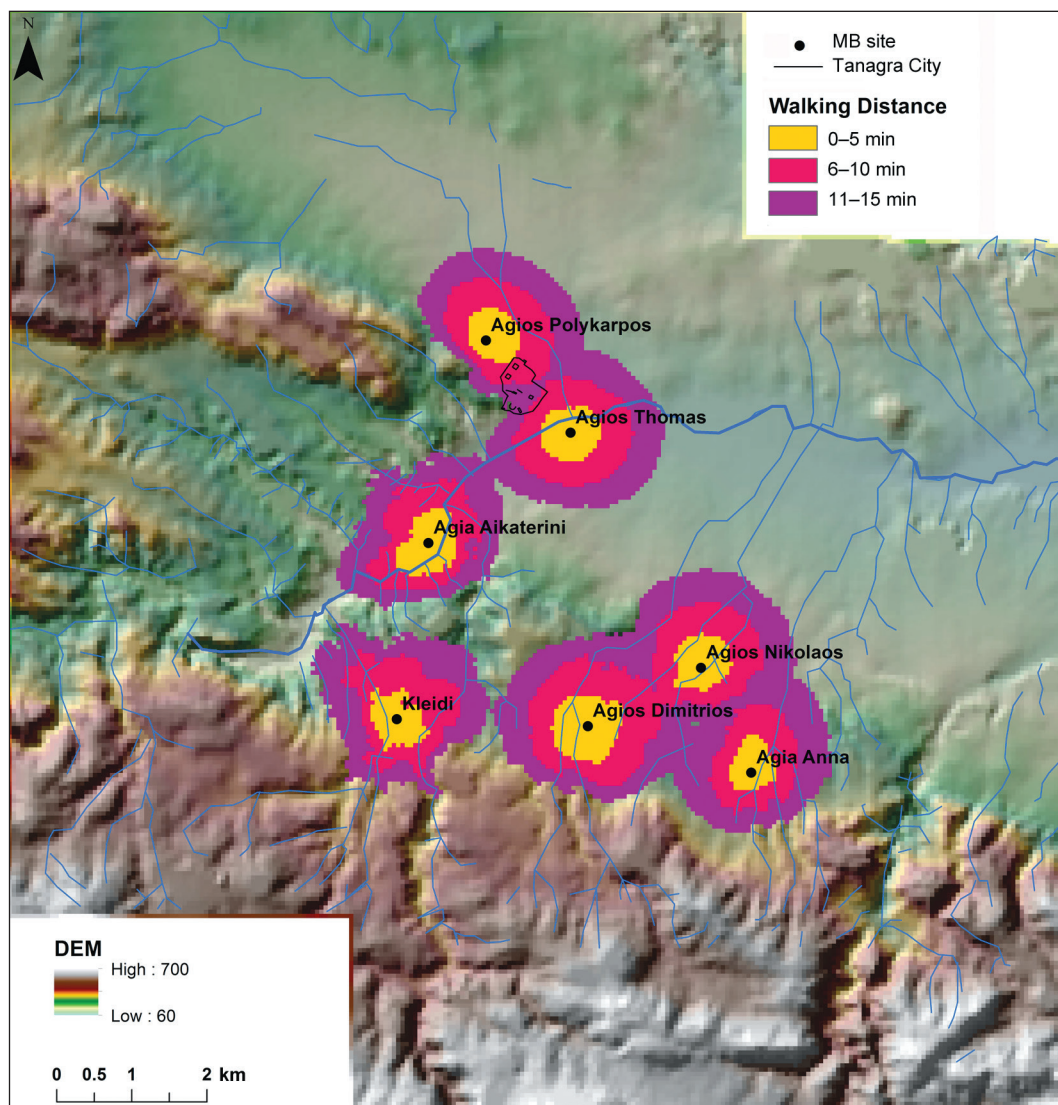 N
MB site
Tanagra City
Walking Distance
0–5 min
6–10 min
11–15 min
Agios Polykarpos
Agios Thomas
Agia Aikaterini
Agios Nikolaos
Kleidi
Agios Dimitrios
Agia Anna
DEM
High : 700
Low : 60
0 0.5 1 2 km